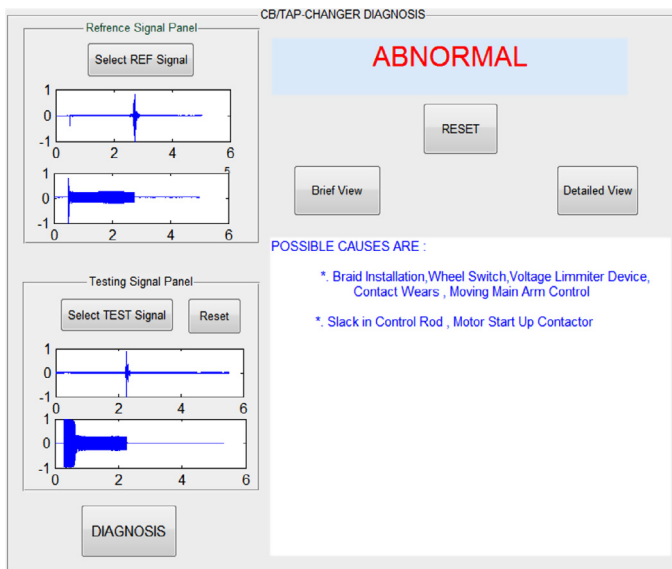 CB/TAP-CHANGER DIAGNOSIS
Refrence Signal Panel
Select REF Signal
1
0
-1
0 2 4 6
5
1
0
-1
0 2 4 6
Testing Signal Panel
Select TEST Signal Reset
1
0
-1
0 2 4 6
1
0
-1
0 2 4 6
DIAGNOSIS
ABNORMAL
RESET
Brief View Detailed View
POSSIBLE CAUSES ARE :
*. Braid Installation,Wheel Switch,Voltage Limmiter Device,
Contact Wears , Moving Main Arm Control
*. Slack in Control Rod , Motor Start Up Contactor